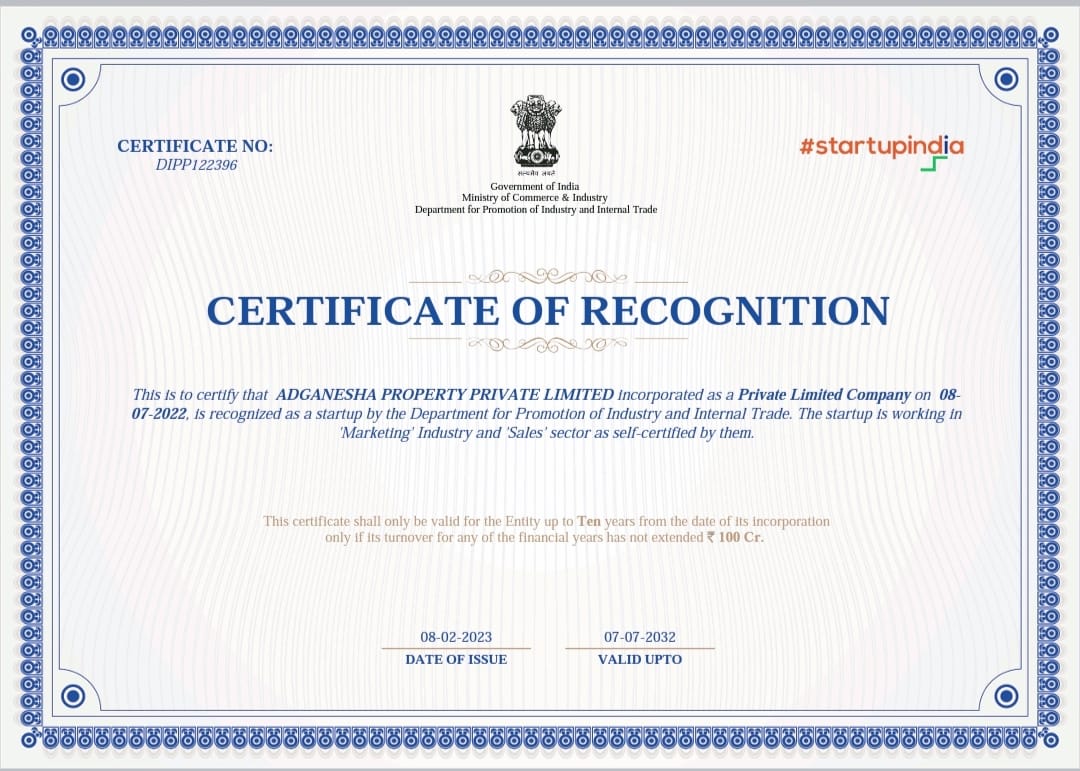 CERTIFICATE NO:
DIPP122396
सत्यमेव जयते
#startupindia
Government of India
Ministry of Commerce & Industry
Department for Promotion of Industry and Internal Trade
CERTIFICATE OF RECOGNITION
This is to certify that ADGANESHA PROPERTY PRIVATE LIMITED incorporated as a Private Limited Company on 08-
07-2022, is recognized as a startup by the Department for Promotion of Industry and Internal Trade. The startup is working in
'Marketing' Industry and 'Sales' sector as self-certified by them.
This certificate shall only be valid for the Entity up to Ten years from the date of its incorporation
only if its turnover for any of the financial years has not extended ₹ 100 Cr.
08-02-2023
DATE OF ISSUE
07-07-2032
VALID UPTO